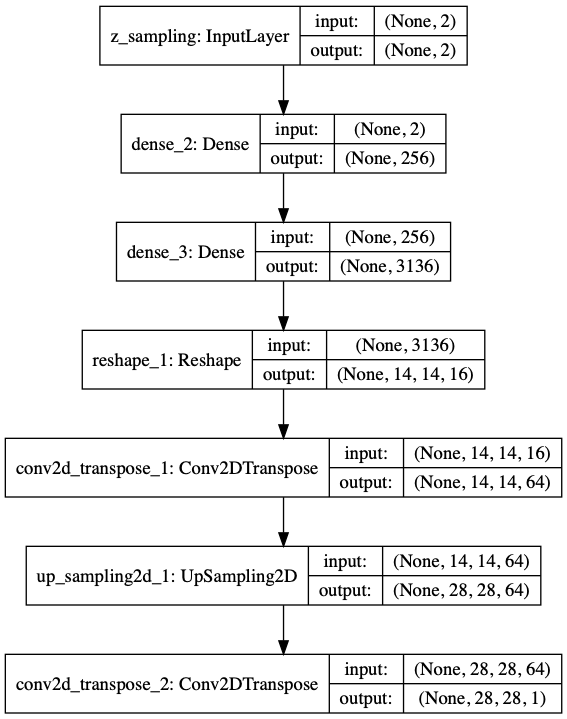 z_sampling: InputLayer
input: (None, 2)
output: (None, 2)
dense_2: Dense
input: (None, 2)
output: (None, 256)
dense_3: Dense
input: (None, 256)
output: (None, 3136)
reshape_1: Reshape
input: (None, 3136)
output: (None, 14, 14, 16)
conv2d_transpose_1: Conv2DTranspose
input: (None, 14, 14, 16)
output: (None, 14, 14, 64)
up_sampling2d_1: UpSampling2D
input: (None, 14, 14, 64)
output: (None, 28, 28, 64)
conv2d_transpose_2: Conv2DTranspose
input: (None, 28, 28, 64)
output: (None, 28, 28, 1)